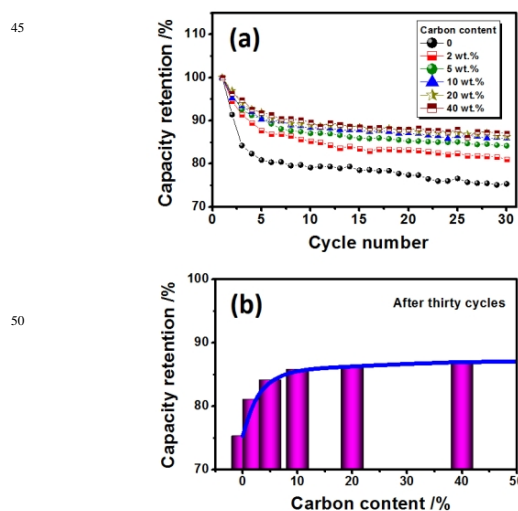 45
(a)
Carbon content
0
2 wt.%
5 wt.%
10 wt.%
20 wt.%
40 wt.%
Capacity retention /%
110
100
90
80
70
0 5 10 15 20 25 30
Cycle number
50
(b)
After thirty cycles
Capacity retention /%
100
90
80
70
0 10 20 30 40 50
Carbon content /%